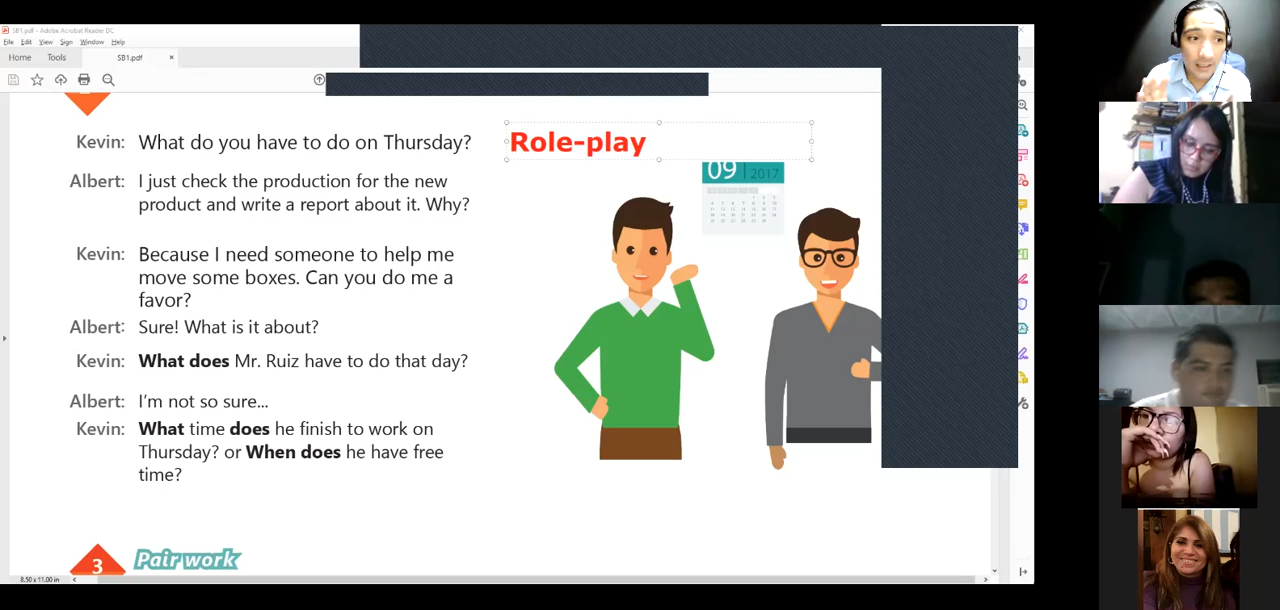 SB1.pdf - Adobe Acrobat Reader DC
File Edit View Sign Window Help
Home Tools SB1.pdf ×
Kevin: What do you have to do on Thursday?
Albert: I just check the production for the new
product and write a report about it. Why?
Kevin: Because I need someone to help me
move some boxes. Can you do me a
favor?
Albert: Sure! What is it about?
Kevin: What does Mr. Ruiz have to do that day?
Albert: I'm not so sure...
Kevin: What time does he finish to work on
Thursday? or When does he have free
time?
Role-play
09 2017
3 Pair work
8.50 x 11.00 in